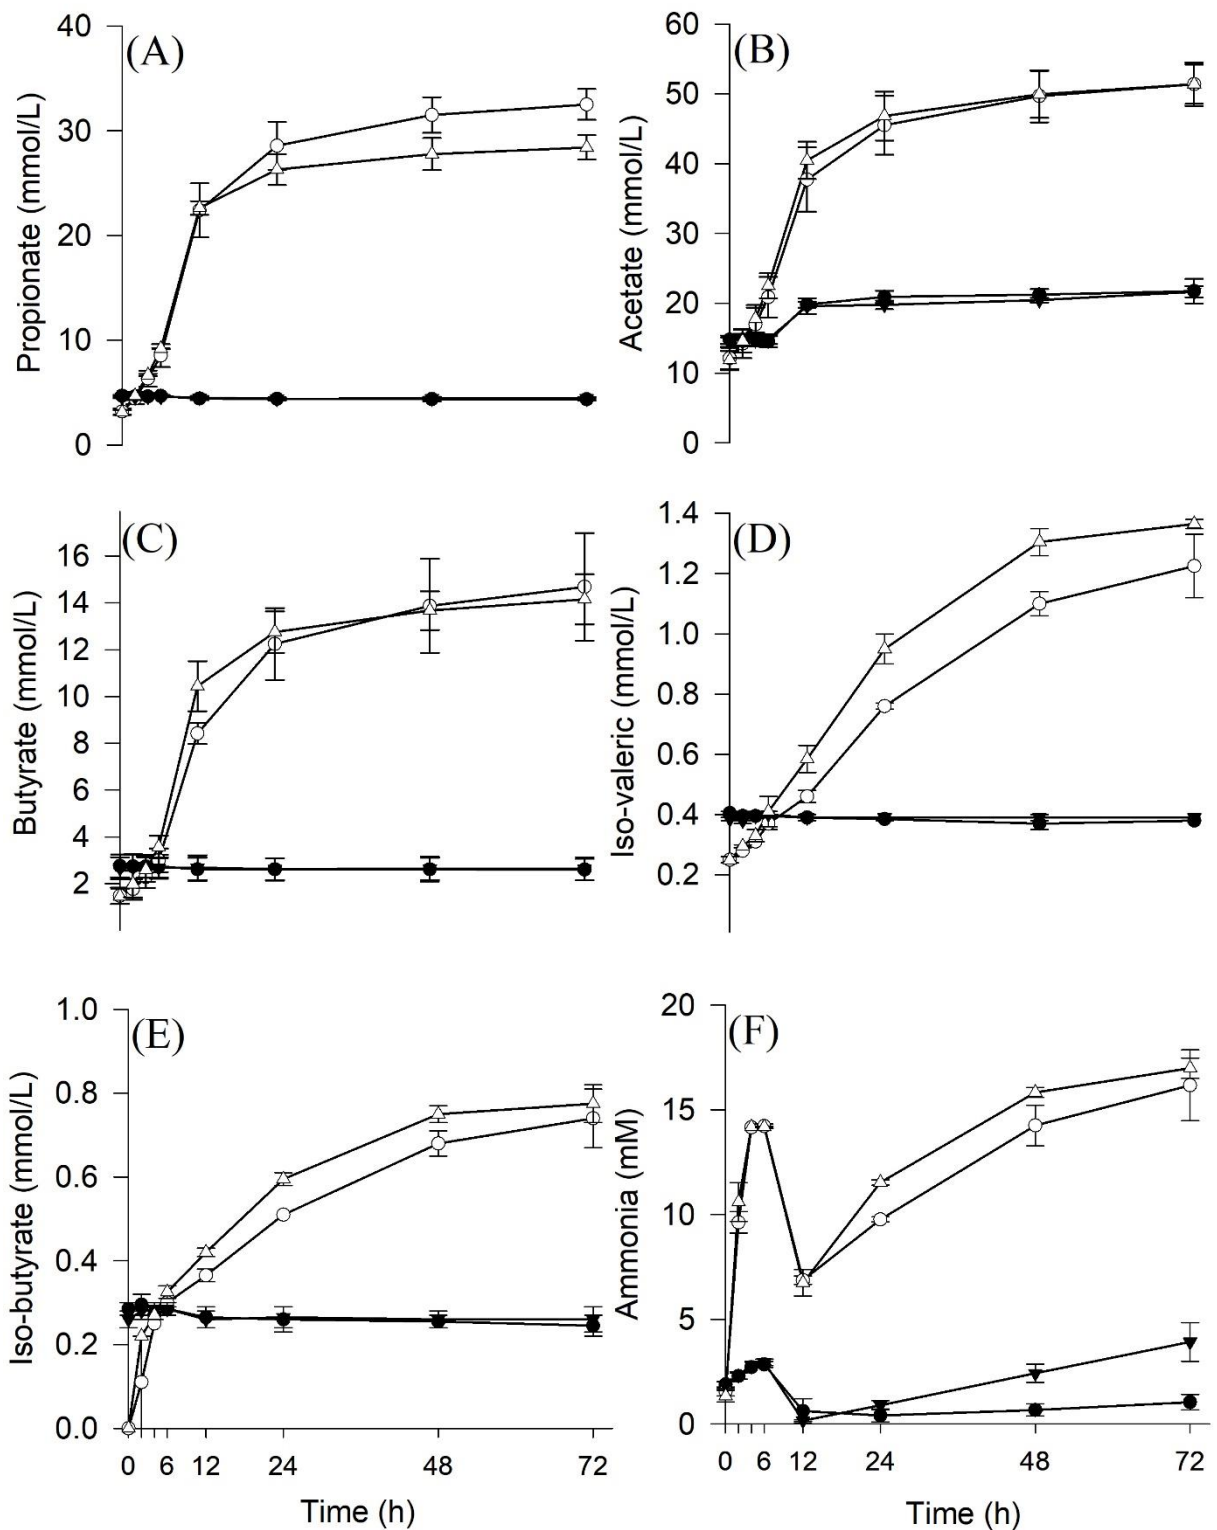 (A)
Propionate (mmol/L)
40
30
20
10
0
(B)
Acetate (mmol/L)
60
50
40
30
20
10
0
(C)
Butyrate (mmol/L)
16
14
12
10
8
6
4
2
(D)
Iso-valeric (mmol/L)
1.4
1.2
1.0
0.8
0.6
0.4
0.2
(E)
Iso-butyrate (mmol/L)
1.0
0.8
0.6
0.4
0.2
0.0
0 6 12 24 48 72
Time (h)
(F)
Ammonia (mM)
20
15
10
5
0
0 6 12 24 48 72
Time (h)